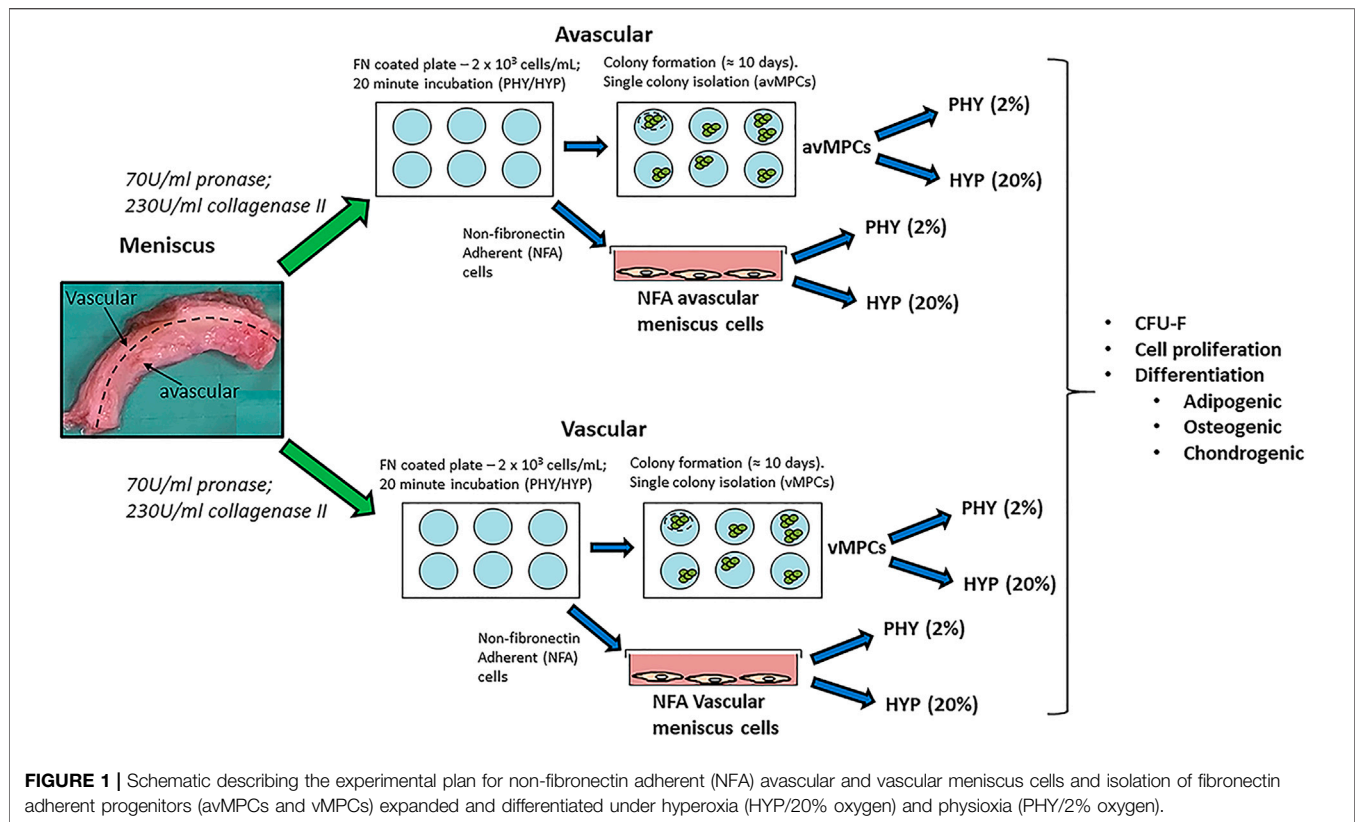 Avascular
FN coated plate – 2 x 10³ cells/mL;
20 minute incubation (PHY/HYP)
Colony formation (≈ 10 days).
Single colony isolation (avMPCs)
avMPCs
PHY (2%)
HYP (20%)
70U/ml pronase;
230U/ml collagenase II
Non-fibronectin
Adherent (NFA)
cells
NFA avascular
meniscus cells
PHY (2%)
HYP (20%)
Meniscus
Vascular
avascular
• CFU-F
• Cell proliferation
• Differentiation
• Adipogenic
• Osteogenic
• Chondrogenic
Vascular
70U/ml pronase;
230U/ml collagenase II
FN coated plate – 2 x 10³ cells/mL;
20 minute incubation (PHY/HYP)
Colony formation (≈ 10 days).
Single colony isolation (vMPCs)
vMPCs
PHY (2%)
HYP (20%)
Non-fibronectin
Adherent (NFA)
cells
NFA Vascular
meniscus cells
PHY (2%)
HYP (20%)
FIGURE 1 | Schematic describing the experimental plan for non-fibronectin adherent (NFA) avascular and vascular meniscus cells and isolation of fibronectin
adherent progenitors (avMPCs and vMPCs) expanded and differentiated under hyperoxia (HYP/20% oxygen) and physioxia (PHY/2% oxygen).